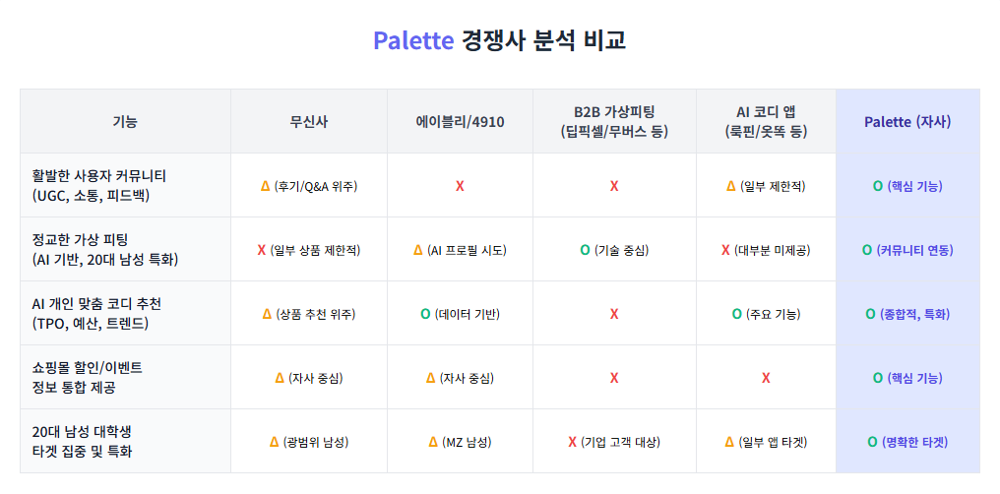 Palette 경쟁사 분석 비교
기능
무신사
에이블리/4910
B2B 가상피팅
(딥픽셀/무버스 등)
AI 코디 앱
(룩핀/옷똑 등)
Palette (자사)
활발한 사용자 커뮤니티
(UGC, 소통, 피드백)
Δ (후기/Q&A 위주)
X
X
Δ (일부 제한적)
O (핵심 기능)
정교한 가상 피팅
(AI 기반, 20대 남성 특화)
X (일부 상품 제한적)
Δ (AI 프로필 시도)
O (기술 중심)
X (대부분 미제공)
O (커뮤니티 연동)
AI 개인 맞춤 코디 추천
(TPO, 예산, 트렌드)
Δ (상품 추천 위주)
O (데이터 기반)
X
O (주요 기능)
O (종합적, 특화)
쇼핑몰 할인/이벤트
정보 통합 제공
Δ (자사 중심)
Δ (자사 중심)
X
X
O (핵심 기능)
20대 남성 대학생
타겟 집중 및 특화
Δ (광범위 남성)
Δ (MZ 남성)
X (기업 고객 대상)
Δ (일부 앱 타겟)
O (명확한 타겟)